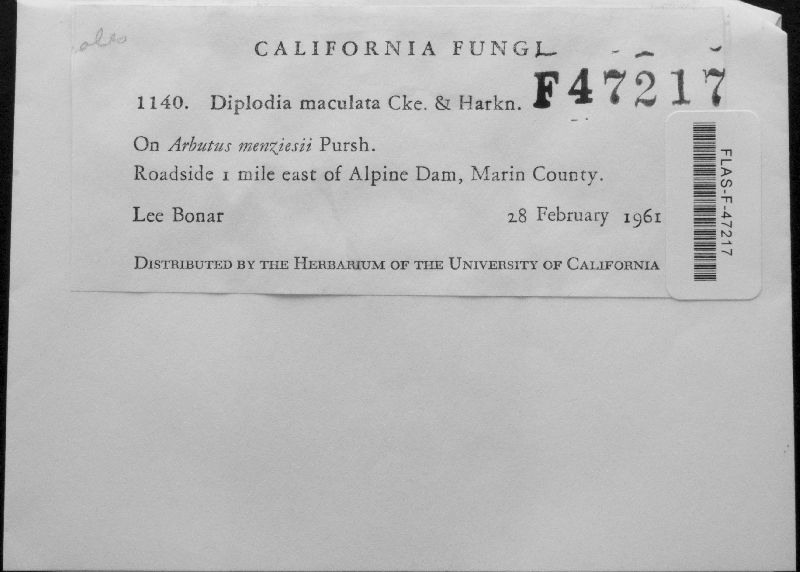 CALIFORNIA FUNGI
F47217
1140. Diplodia maculata Cke. & Harkn.
On Arbutus menziesii Pursh.
Roadside 1 mile east of Alpine Dam, Marin County.
Lee Bonar 28 February 1961
DISTRIBUTED BY THE HERBARIUM OF THE UNIVERSITY OF CALIFORNIA
FLAS-F-47217